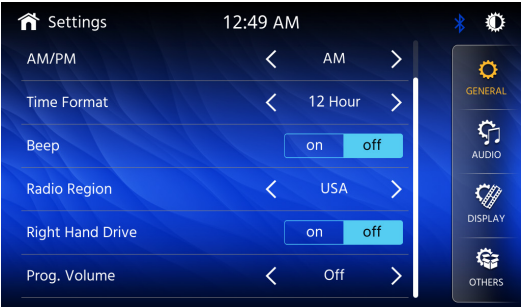 Settings 12:49 AM
AM/PM AM
GENERAL
Time Format 12 Hour
Beep on off
AUDIO
Radio Region USA
DISPLAY
Right Hand Drive on off
Prog. Volume Off
OTHERS